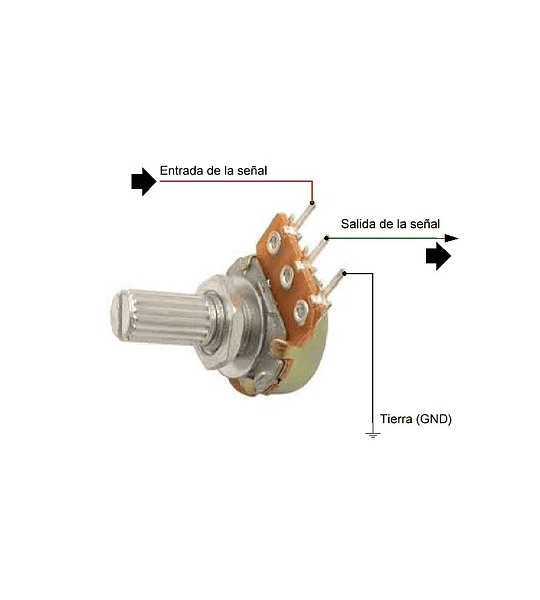 Entrada de la señal
Salida de la señal
Tierra (GND)